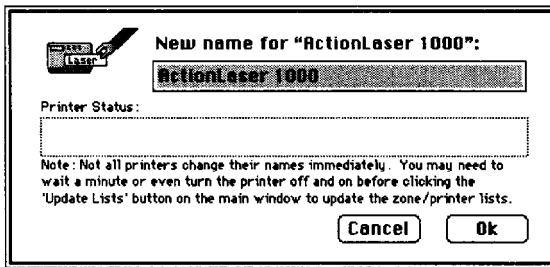 New name for “ActionLaser 1000”:
Laser
ActionLaser 1000
Printer Status:
Note: Not all printers change their names immediately. You may need to
wait a minute or even turn the printer off and on before clicking the
'Update Lists' button on the main window to update the zone/printer lists.
Cancel
Ok